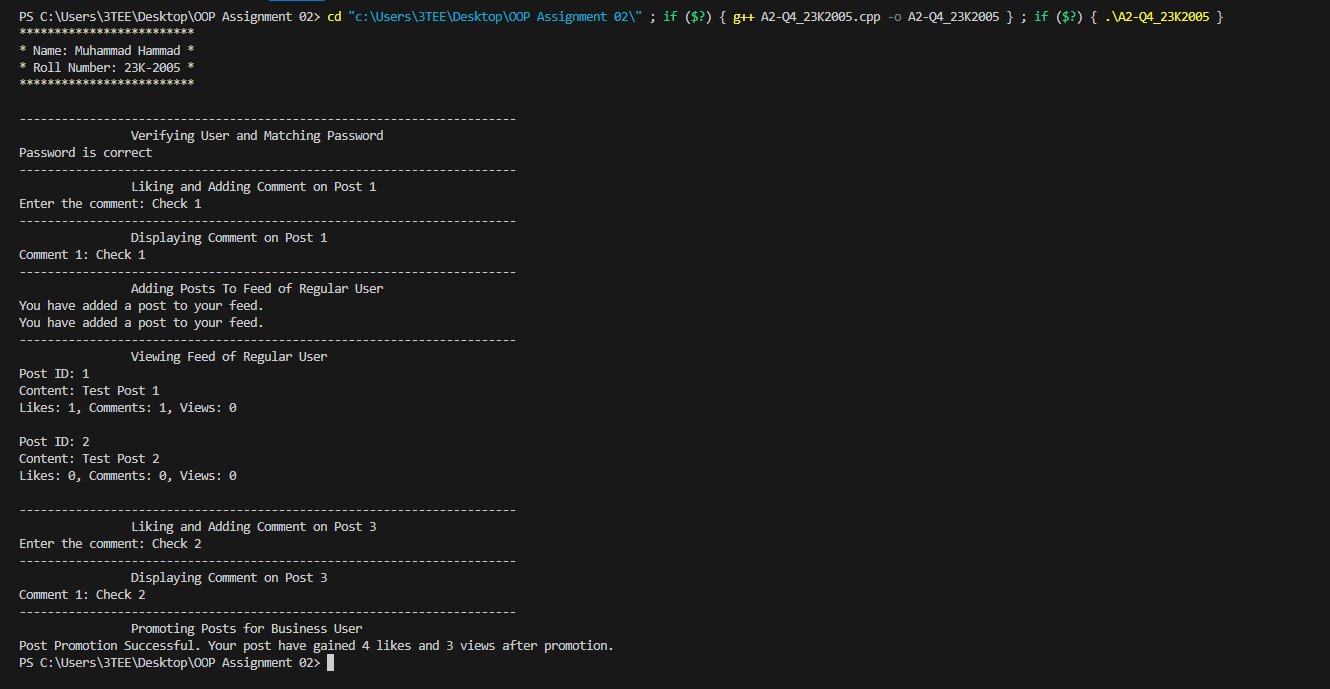 PS C:\Users\3TEE\Desktop\OOP Assignment 02> cd "c:\Users\3TEE\Desktop\OOP Assignment 02\" ; if ($?) { g++ A2-Q4_23K2005.cpp -o A2-Q4_23K2005 } ; if ($?) { .\A2-Q4_23K2005 }
*************************
* Name: Muhammad Hammad *
* Roll Number: 23K-2005 *
*************************

-----------------------------------------------------------------------
                Verifying User and Matching Password
Password is correct
-----------------------------------------------------------------------
                Liking and Adding Comment on Post 1
Enter the comment: Check 1
-----------------------------------------------------------------------
                Displaying Comment on Post 1
Comment 1: Check 1
-----------------------------------------------------------------------
                Adding Posts To Feed of Regular User
You have added a post to your feed.
You have added a post to your feed.
-----------------------------------------------------------------------
                Viewing Feed of Regular User
Post ID: 1
Content: Test Post 1
Likes: 1, Comments: 1, Views: 0

Post ID: 2
Content: Test Post 2
Likes: 0, Comments: 0, Views: 0

-----------------------------------------------------------------------
                Liking and Adding Comment on Post 3
Enter the comment: Check 2
-----------------------------------------------------------------------
                Displaying Comment on Post 3
Comment 1: Check 2
-----------------------------------------------------------------------
                Promoting Posts for Business User
Post Promotion Successful. Your post have gained 4 likes and 3 views after promotion.
PS C:\Users\3TEE\Desktop\OOP Assignment 02>